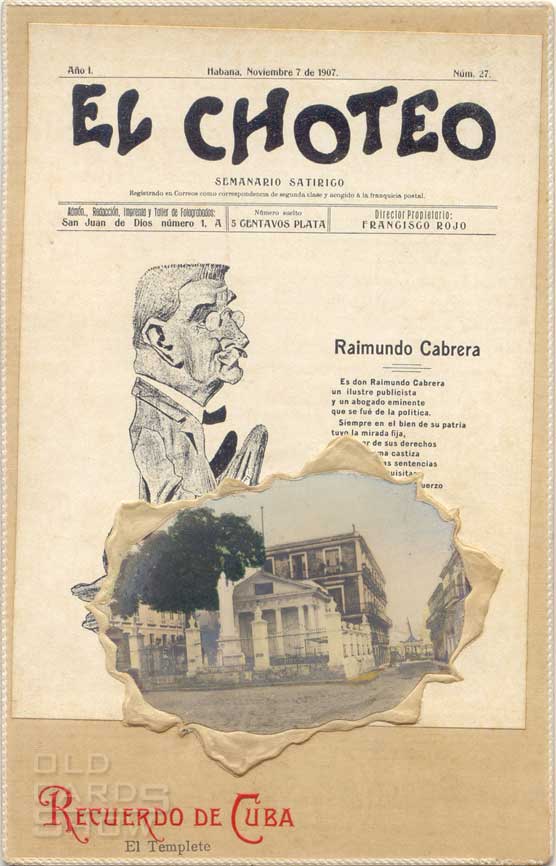 Año I.
Habana, Noviembre 7 de 1907.
Núm. 27.
EL CHOTEO
SEMANARIO SATIRIGO
Registrado en Correos como correspondencia de segunda clase y acogido á la franquicia postal.
Admón., Redacción, Imprenta y Taller de Fotograbados:
San Juan de Dios número 1, A
Número suelto
5 CENTAVOS PLATA
Director Propietario:
FRANCISCO ROJO
Raimundo Cabrera
Es don Raimundo Cabrera
un ilustre publicista
y un abogado eminente
que se fué de la política.
Siempre en el bien de su patria
tuvo la mirada fija,
de sus derechos
castiza
sentencias
OLD
CARDS
SHOW
RECUERDO DE CUBA
El Templete